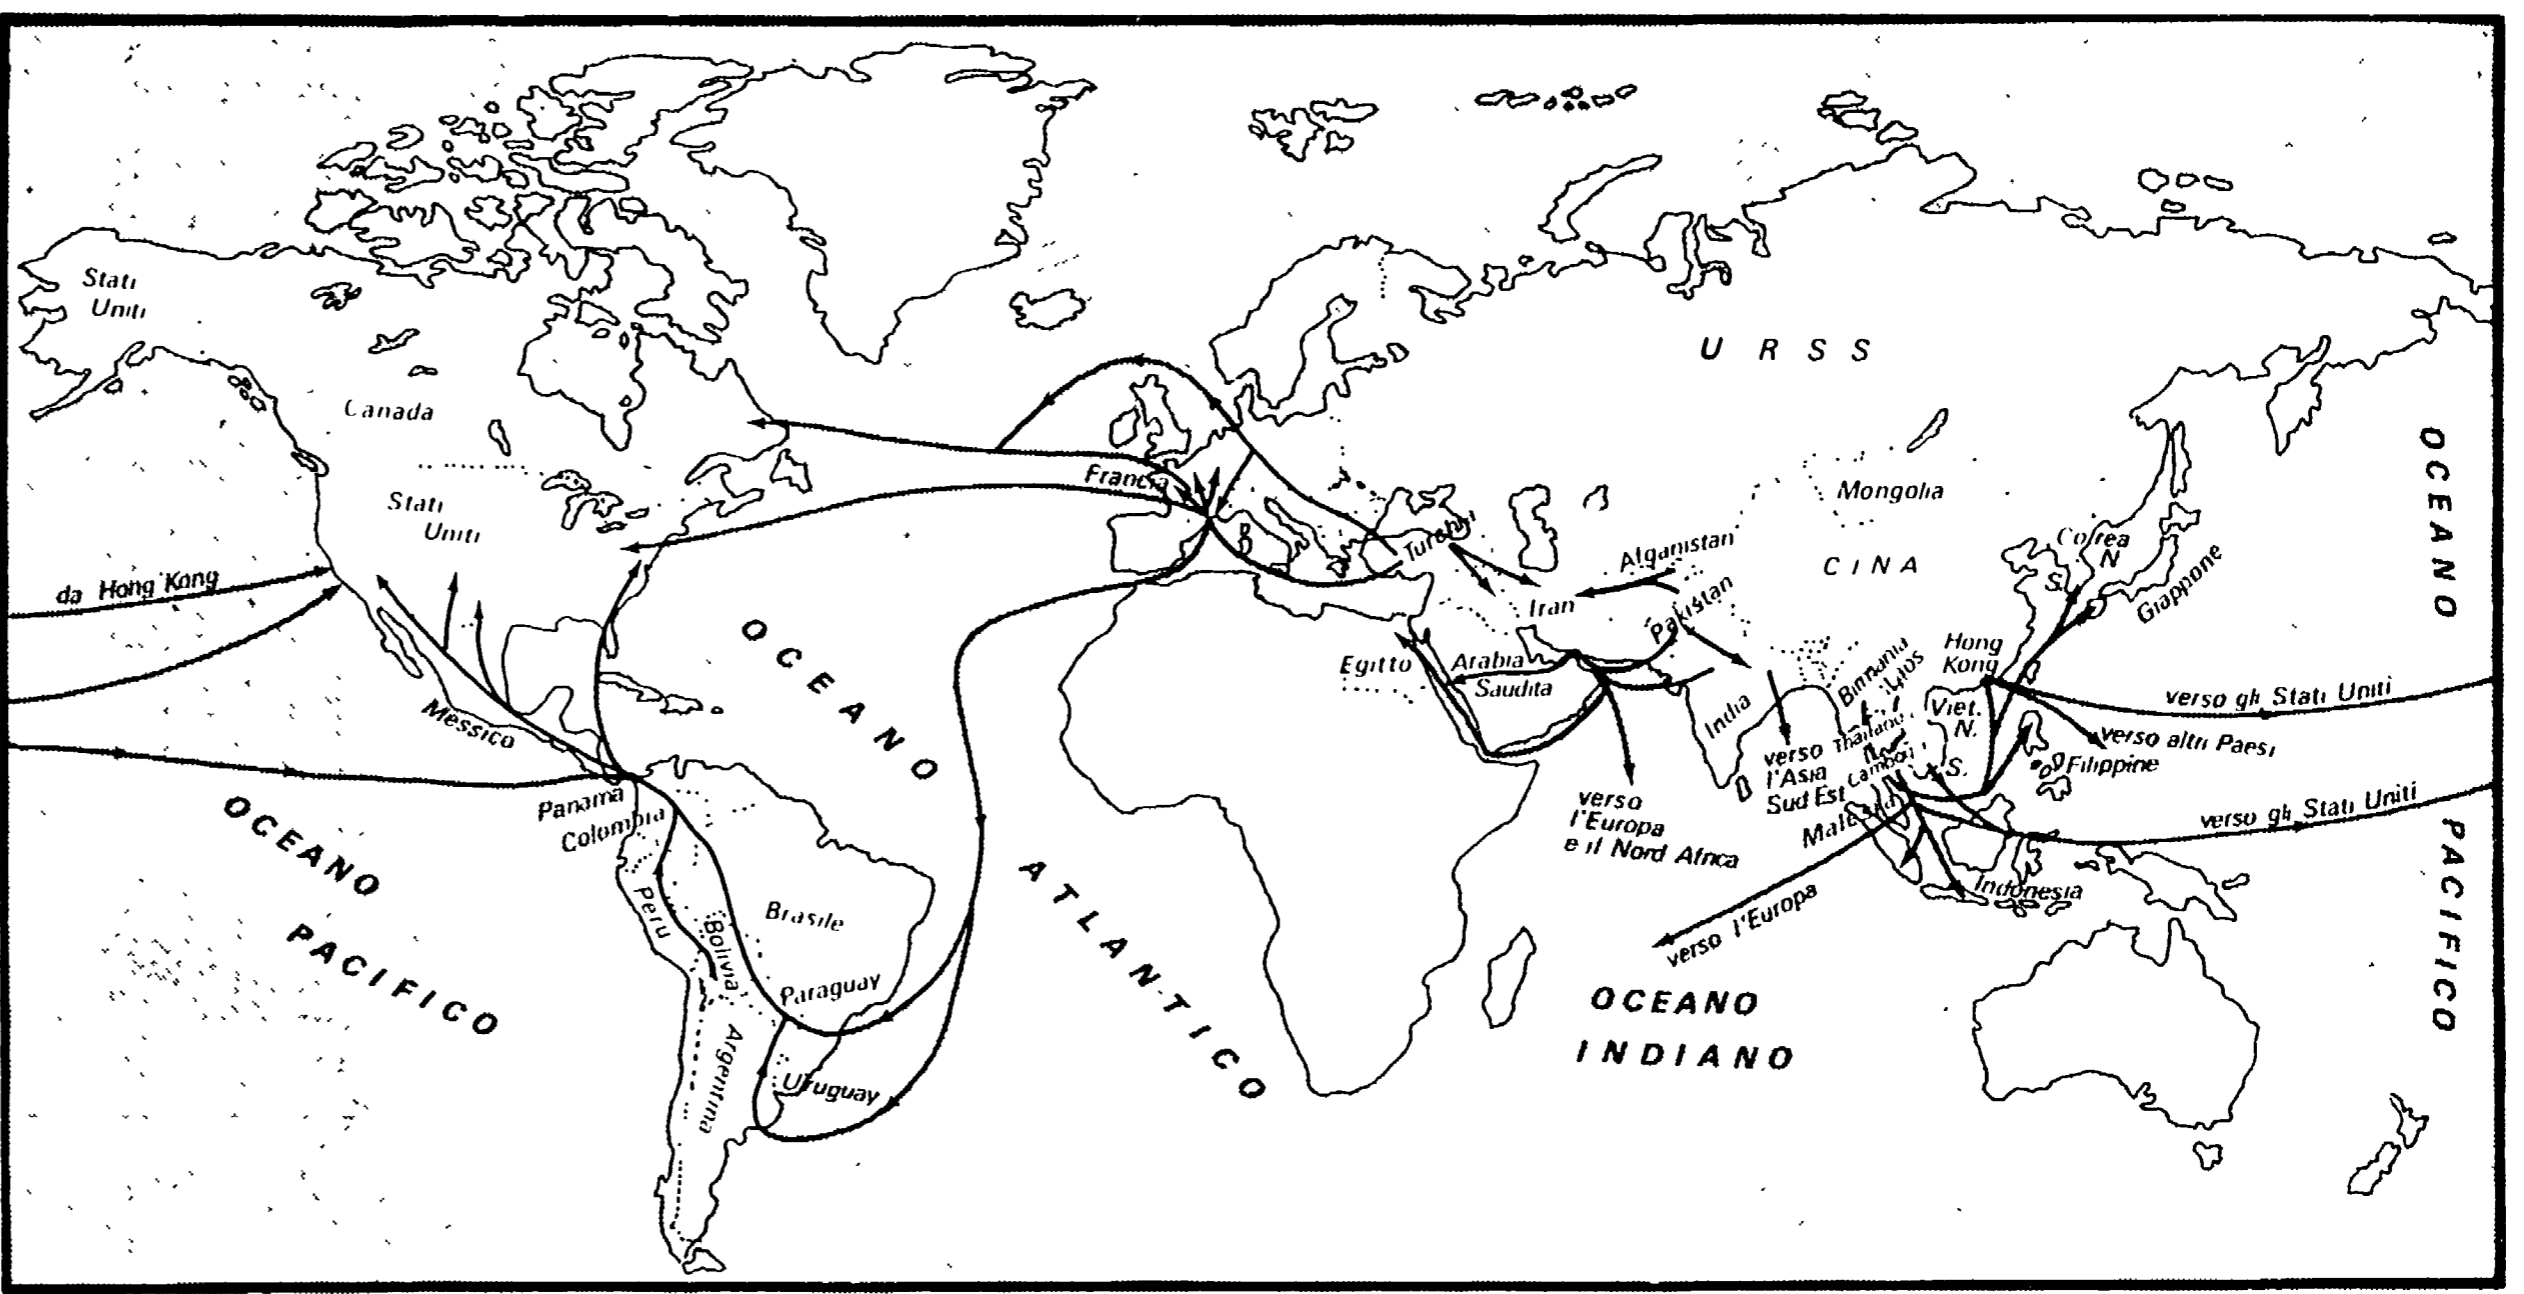 Stati
Uniti
Canada
Stati
Uniti
da Hong Kong
Messico
Panama
Colombia
Peru
Bolivia
Brasile
Paraguay
Argentina
Uruguay
OCEANO
PACIFICO
OCEANO
ATLANTICO
Francia
URSS
Mongolia
CINA
Turchia
Afganistan
Iran
Pakistan
Egitto
Arabia
Saudita
India
Birmania
Laos
Thailand
Viet.
N.
S.
Malesia
Indonesia
Filippine
Hong
Kong
Corea
N
S.
Giappone
verso gli Stati Uniti
verso altri Paesi
verso gli Stati Uniti
verso
l'Asia
Sud Est
verso
l'Europa
e il Nord Africa
verso l'Europa
OCEANO
INDIANO
OCEANO
PACIFICO